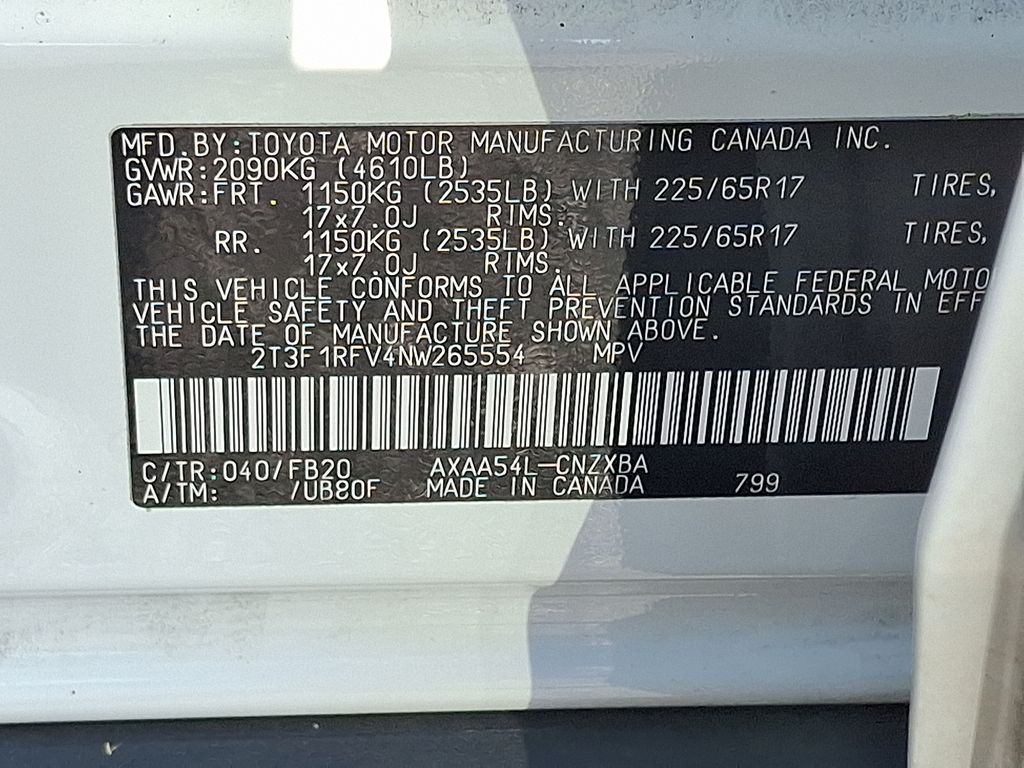 MFD.BY:TOYOTA MOTOR MANUFACTURING CANADA INC.
GVWR:2090KG (4610LB)
GAWR:FRT. 1150KG (2535LB) WITH 225/65R17 TIRES,
17x7.0J RIMS.
RR. 1150KG (2535LB) WITH 225/65R17 TIRES,
17x7.0J RIMS.
THIS VEHICLE CONFORMS TO ALL APPLICABLE FEDERAL MOTO
VEHICLE SAFETY AND THEFT PREVENTION STANDARDS IN EFF
THE DATE OF MANUFACTURE SHOWN ABOVE.
2T3F1RFV4NW265554 MPV
C/TR:040/FB20 AXAA54L-CNZXBA
A/TM: /UB80F MADE IN CANADA 799